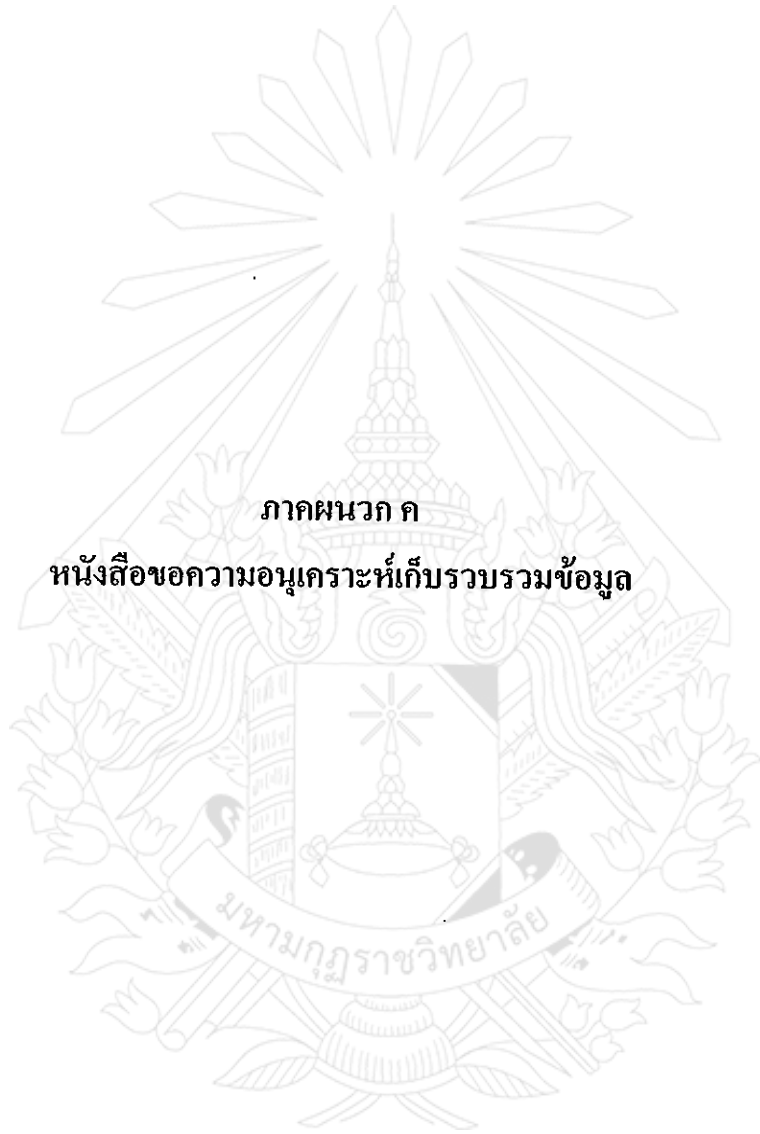 ภาคผนวก ค
หนังสือขอความอนุเคราะห์เก็บรวบรวมข้อมูล
มหามกุฏราชวิทยาลัย